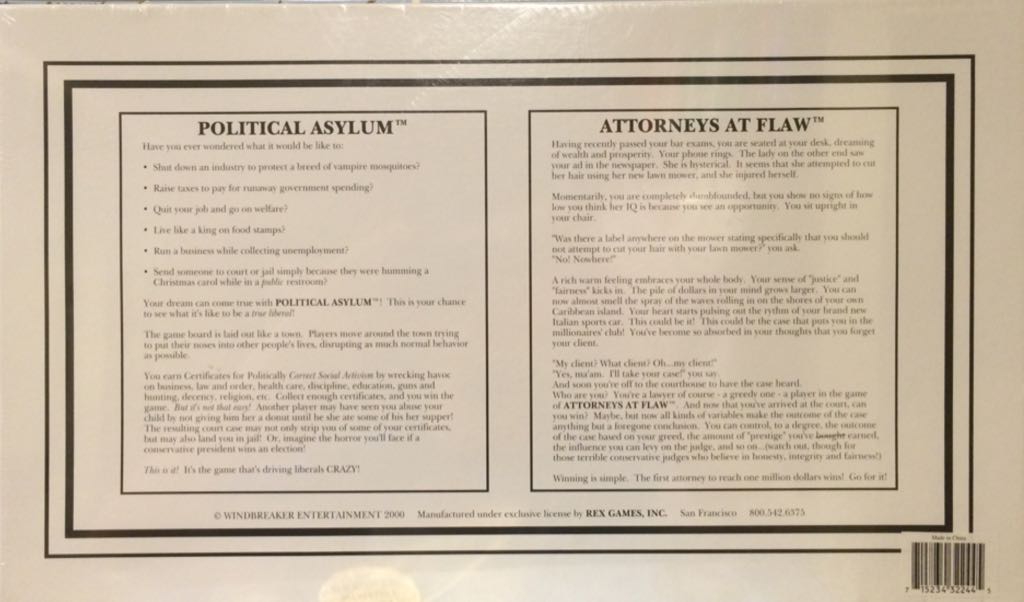 POLITICAL ASYLUM™
Have you ever wondered what it would be like to:
• Shut down an industry to protect a breed of vampire mosquitoes?
• Raise taxes to pay for runaway government spending?
• Quit your job and go on welfare?
• Live like a king on food stamps?
• Run a business while collecting unemployment?
• Send someone to court or jail simply because they were humming a
Christmas carol while in a public restroom?
Your dream can come true with POLITICAL ASYLUM™! This is your chance
to see what it's like to be a true liberal!
The game board is laid out like a town. Players move around the town trying
to put their noses into other people's lives, disrupting as much normal behavior
as possible.
You earn Certificates for Politically Correct Social Activism by wrecking havoc
on business, law and order, health care, discipline, education, guns and
hunting, decency, religion, etc. Collect enough certificates, and you win the
game. But it's not that easy! Another player may have seen you abuse your
child by not giving him her a donut until he she ate some of his her supper!
The resulting court case may not only strip you of some of your certificates,
but may also land you in jail! Or, imagine the horror you'll face if a
conservative president wins an election!
This is it! It's the game that's driving liberals CRAZY!
ATTORNEYS AT FLAW™
Having recently passed your bar exams, you are seated at your desk, dreaming
of wealth and prosperity. Your phone rings. The lady on the other end saw
your ad in the newspaper. She is hysterical. It seems that she attempted to cut
her hair using her new lawn mower, and she injured herself.
Momentarily, you are completely dumbfounded, but you show no signs of how
low you think her IQ is because you see an opportunity. You sit upright in
your chair.
"Was there a label anywhere on the mower stating specifically that you should
not attempt to cut your hair with your lawn mower?" you ask.
"No! Nowhere!"
A rich warm feeling embraces your whole body. Your sense of "justice" and
"fairness" kicks in. The pile of dollars in your mind grows larger. You can
now almost smell the spray of the waves rolling in on the shores of your own
Caribbean island. Your heart starts pulsing out the rythm of your brand new
Italian sports car. This could be it! This could be the case that puts you in the
millionaires' club! You've become so absorbed in your thoughts that you forget
your client.
"My client? What client? Oh...my client!"
"Yes, ma'am. I'll take your case!" you say.
And soon you're off to the courthouse to have the case heard.
Who are you? You're a lawyer of course - a greedy one - a player in the game
of ATTORNEYS AT FLAW™. And now that you've arrived at the court, can
you win? Maybe, but now all kinds of variables make the outcome of the case
anything but a foregone conclusion. You can control, to a degree, the outcome
of the case based on your greed, the amount of "prestige" you've bought earned,
the influence you can levy on the judge, and so on...(watch out, though for
those terrible conservative judges who believe in honesty, integrity and fairness!)
Winning is simple. The first attorney to reach one million dollars wins! Go for it!
© WINDBREAKER ENTERTAINMENT 2000 Manufactured under exclusive license by REX GAMES, INC. San Francisco 800.542.6375
Made in China
7 15234 32244 5